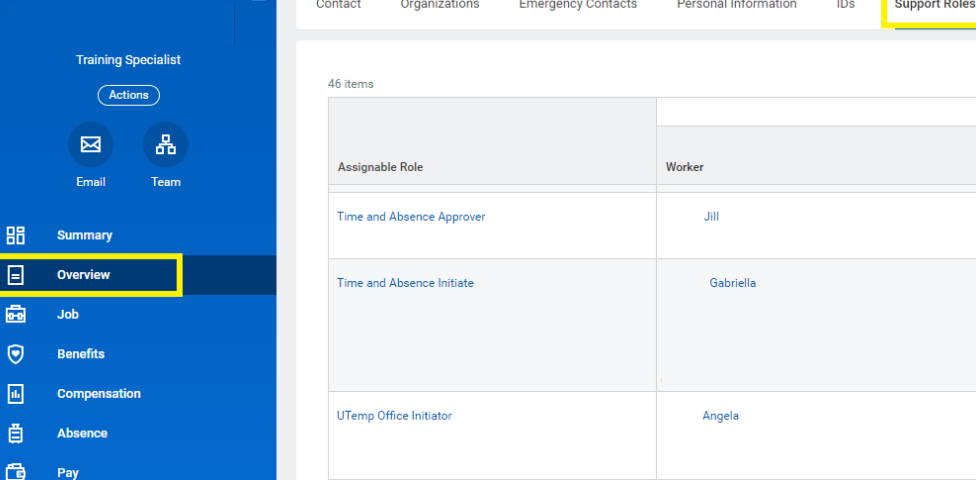 Training Specialist
Actions
Email Team
Summary
Overview
Job
Benefits
Compensation
Absence
Pay
Contact Organizations Emergency Contacts Personal Information IDs Support Roles
46 items
Assignable Role Worker
Time and Absence Approver Jill
Time and Absence Initiate Gabriella
UTemp Office Initiator Angela